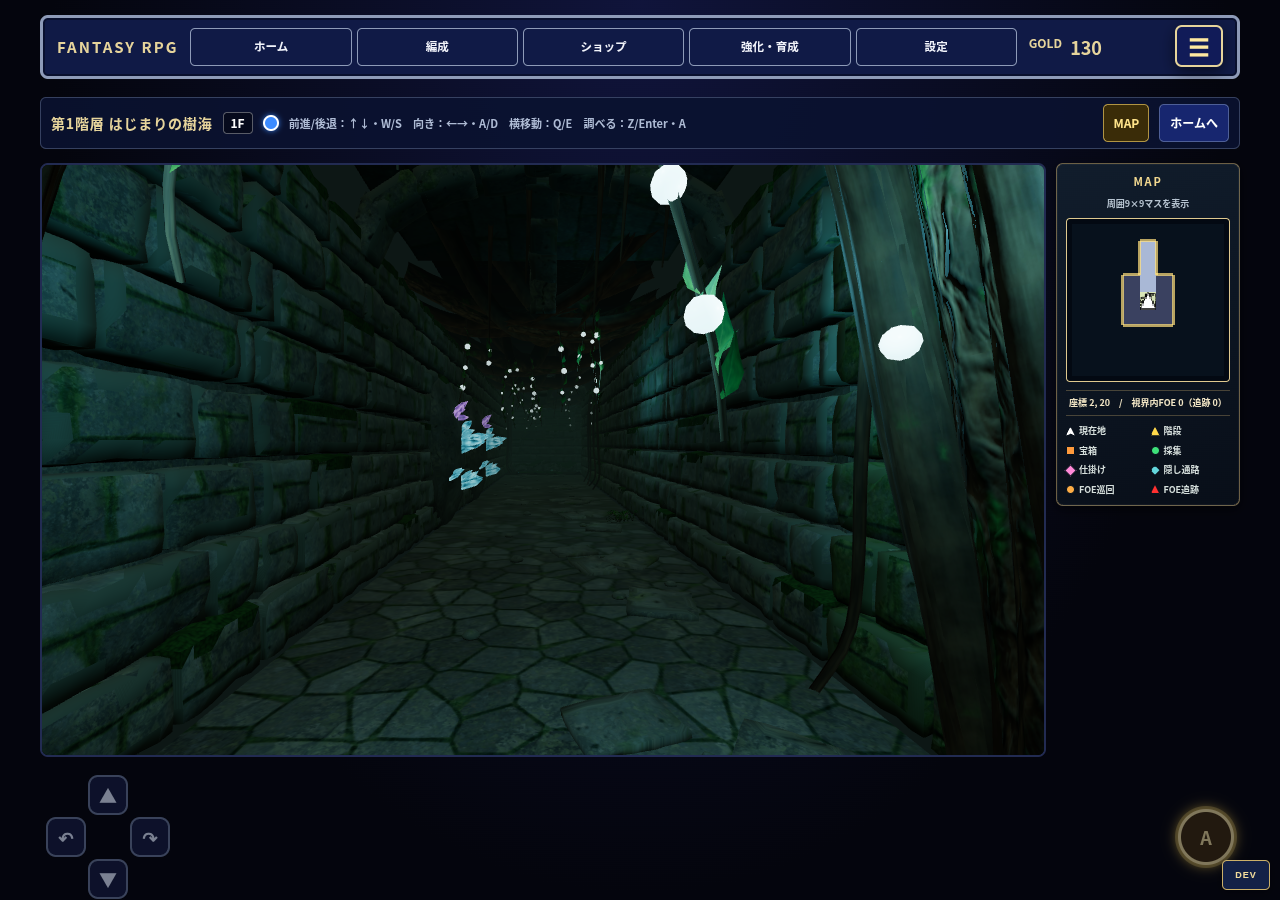 FANTASY RPG
ホーム
編成
ショップ
強化・育成
設定
GOLD 130
第1階層 はじまりの樹海
1F
前進/後退：↑↓・W/S 向き：←→・A/D 横移動：Q/E 調べる：Z/Enter・A
MAP
ホームへ
MAP
周囲9×9マスを表示
座標 2, 20 / 視界内FOE 0（追跡 0）
現在地
階段
宝箱
採集
仕掛け
隠し通路
FOE巡回
FOE追跡
A
DEV